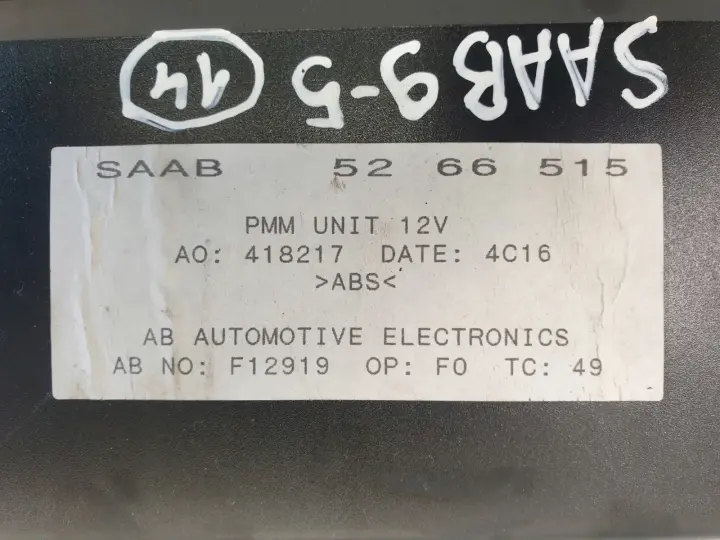 SAAB 9-5 14
SAAB 52 66 515
PMM UNIT 12V
AO: 418217 DATE: 4C16
>ABS<
AB AUTOMOTIVE ELECTRONICS
AB NO: F12919 OP: F0 TC: 49